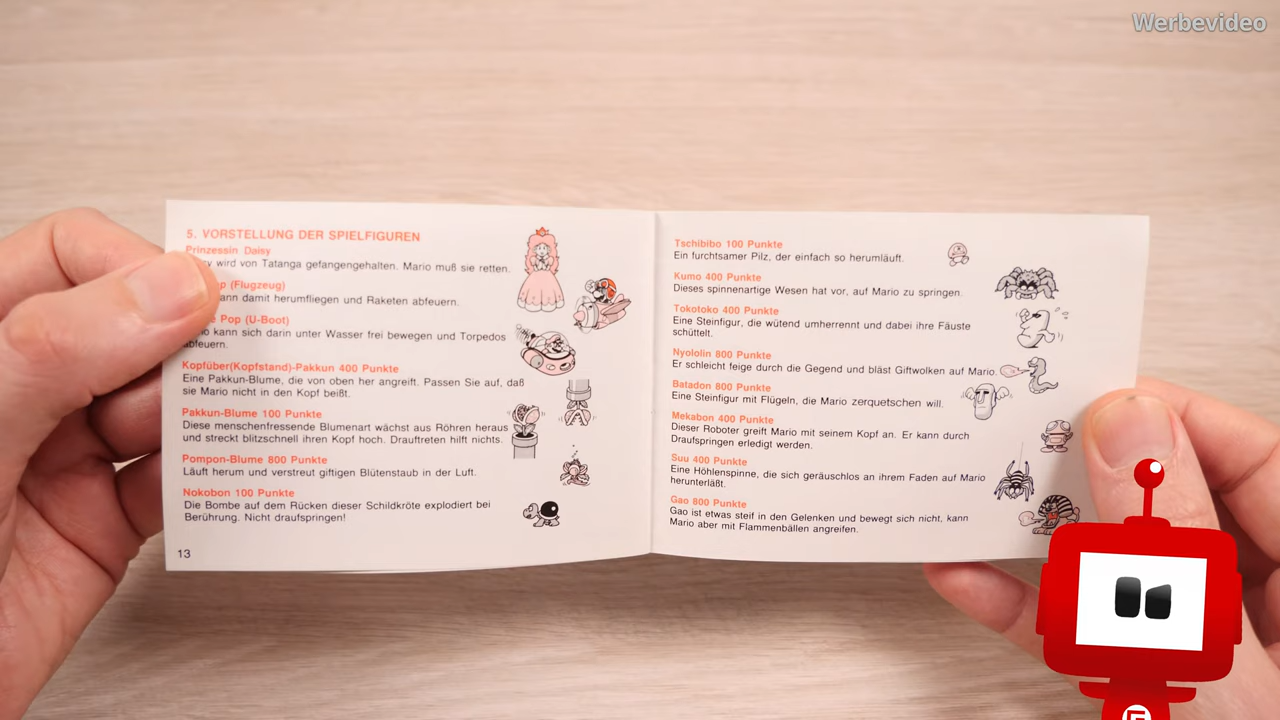 Werbevideo
5. VORSTELLUNG DER SPIELFIGUREN
Prinzessin Daisy
wird von Tatanga gefangengehalten. Mario muß sie retten.
(Flugzeug)
damit herumfliegen und Raketen abfeuern.
Pop (U-Boot)
kann sich darin unter Wasser frei bewegen und Torpedos
abfeuern.
Kopfüber(Kopfstand)-Pakkun 400 Punkte
Eine Pakkun-Blume, die von oben her angreift. Passen Sie auf, daß
sie Mario nicht in den Kopf beißt.
Pakkun-Blume 100 Punkte
Diese menschenfressende Blumenart wächst aus Röhren heraus
und streckt blitzschnell ihren Kopf hoch. Drauftreten hilft nichts.
Pompon-Blume 800 Punkte
Läuft herum und verstreut giftigen Blütenstaub in der Luft.
Nokobon 100 Punkte
Die Bombe auf dem Rücken dieser Schildkröte explodiert bei
Berührung. Nicht draufspringen!
13
Tschibibo 100 Punkte
Ein furchtsamer Pilz, der einfach so herumläuft.
Kumo 400 Punkte
Dieses spinnenartige Wesen hat vor, auf Mario zu springen.
Tokotoko 400 Punkte
Eine Steinfigur, die wütend umherrennt und dabei ihre Fäuste
schüttelt.
Nyololin 800 Punkte
Er schleicht feige durch die Gegend und bläst Giftwolken auf Mario.
Batadon 800 Punkte
Eine Steinfigur mit Flügeln, die Mario zerquetschen will.
Mekabon 400 Punkte
Dieser Roboter greift Mario mit seinem Kopf an. Er kann durch
Draufspringen erledigt werden.
Suu 400 Punkte
Eine Höhlenspinne, die sich geräuschlos an ihrem Faden auf Mario
herunterläßt.
Gao 800 Punkte
Gao ist etwas steif in den Gelenken und bewegt sich nicht, kann
Mario aber mit Flammenbällen angreifen.